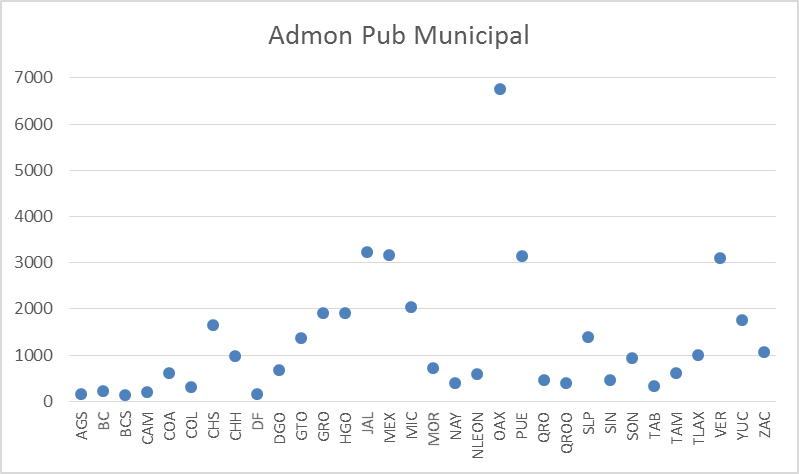 Admon Pub Municipal
7000
6000
5000
4000
3000
2000
1000
0
AGS
BC
BCS
CAM
COA
COL
CHS
CHH
DF
DGO
GTO
GRO
HGO
JAL
MEX
MIC
MOR
NAY
NLEON
OAX
PUE
QRO
QROO
SLP
SIN
SON
TAB
TAM
TLAX
VER
YUC
ZAC